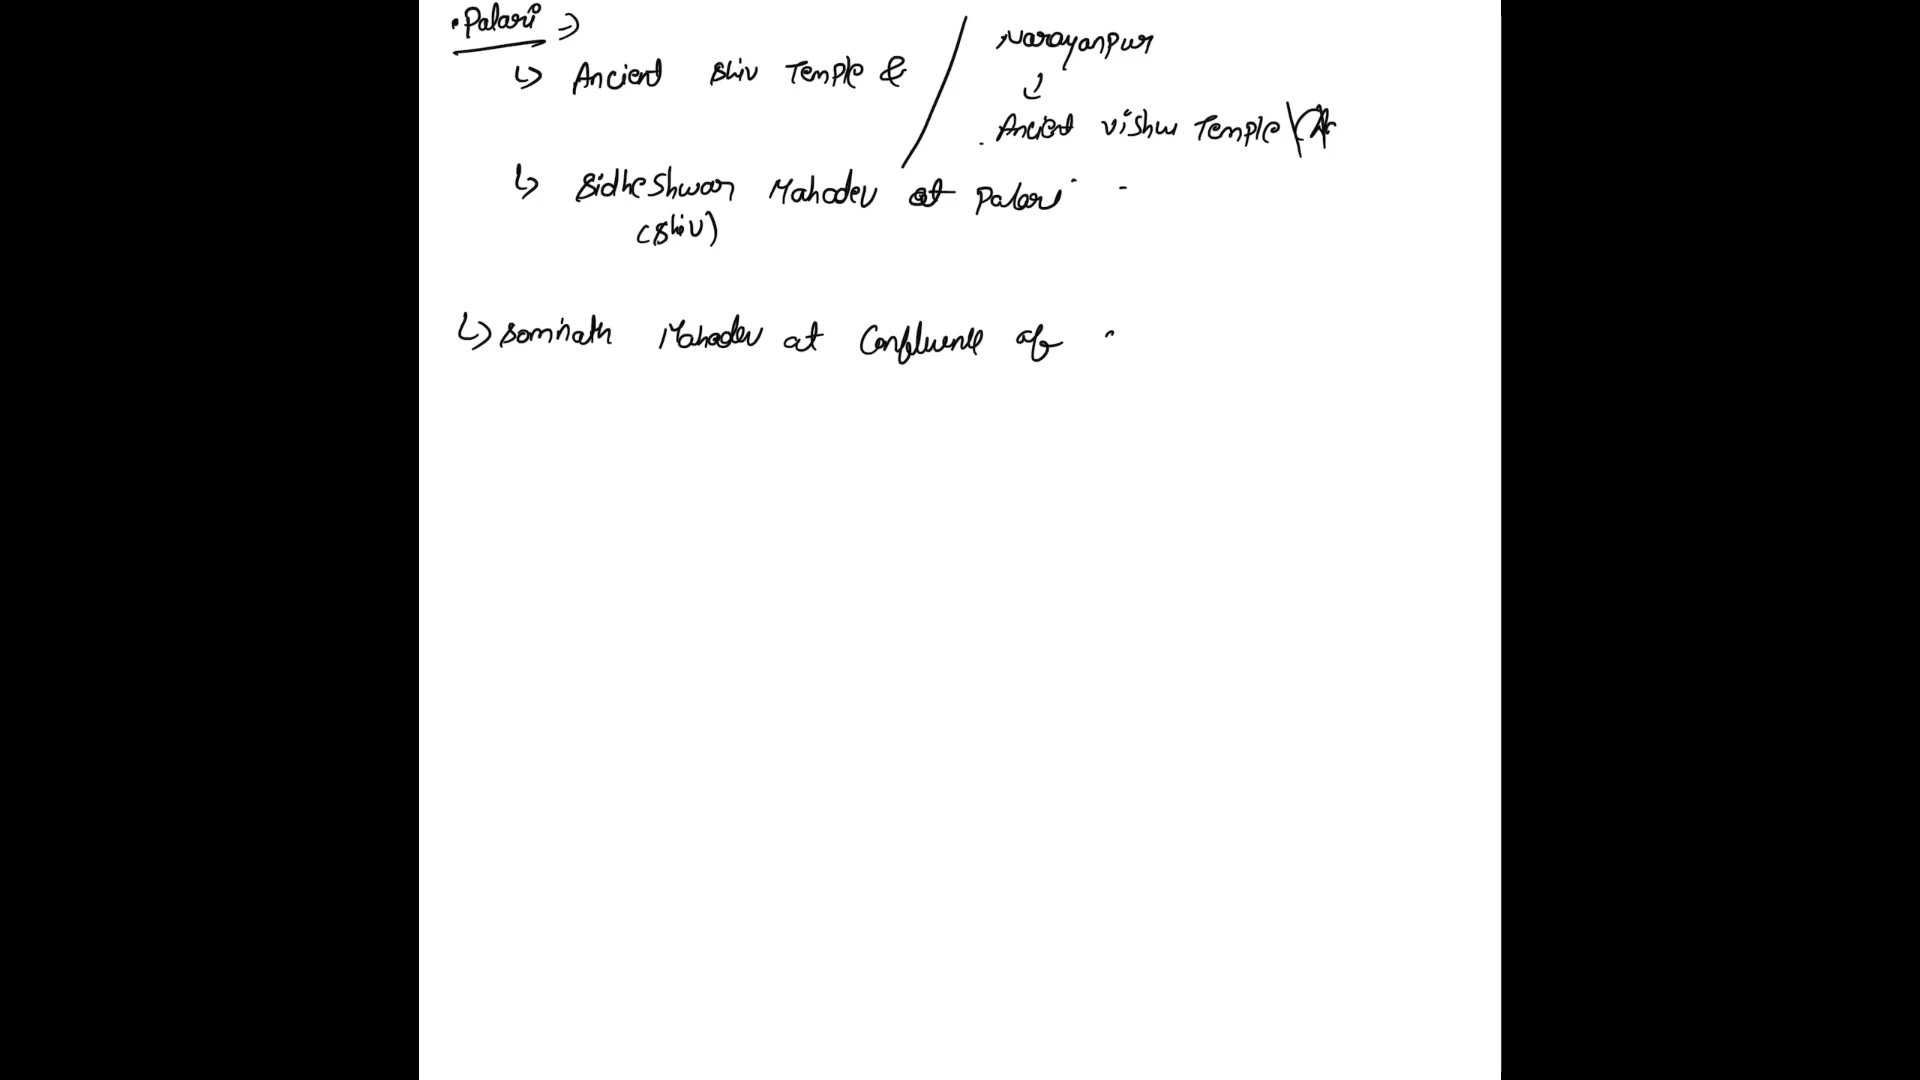 • Palari ⇒
↳ Ancient Shiv Temple &
Narayanpur
↓
Ancient Vishnu Temple
↳ Sidheshwar Mahadev at Palari
(Shiv)
↳ Somnath Mahadev at Confluence of